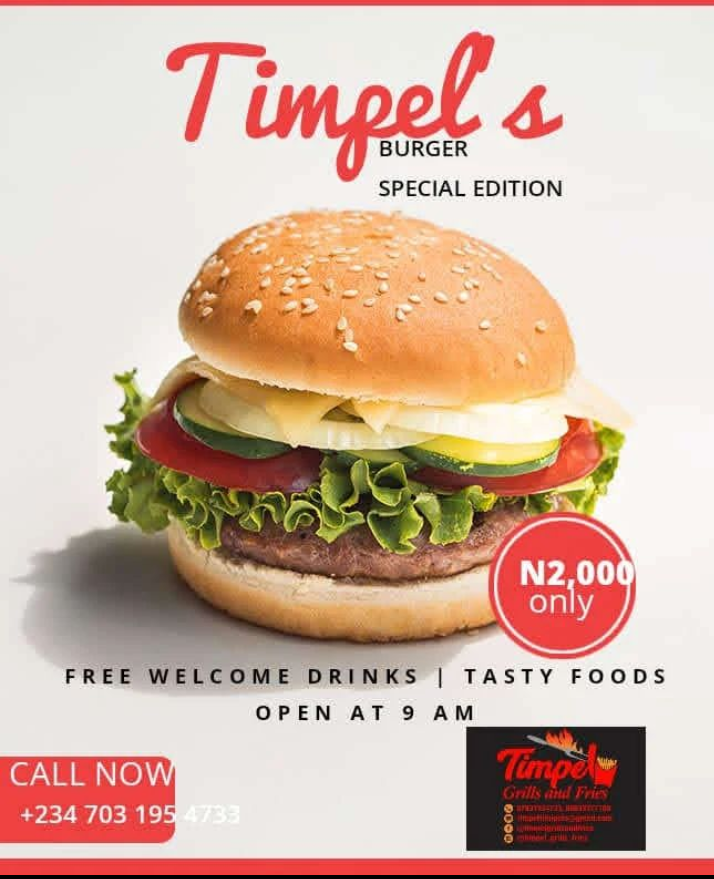 Timpel's
BURGER
SPECIAL EDITION
N2,000
only
FREE WELCOME DRINKS | TASTY FOODS
OPEN AT 9 AM
CALL NOW
+234 703 195 4733
Timpel
Grills and Fries